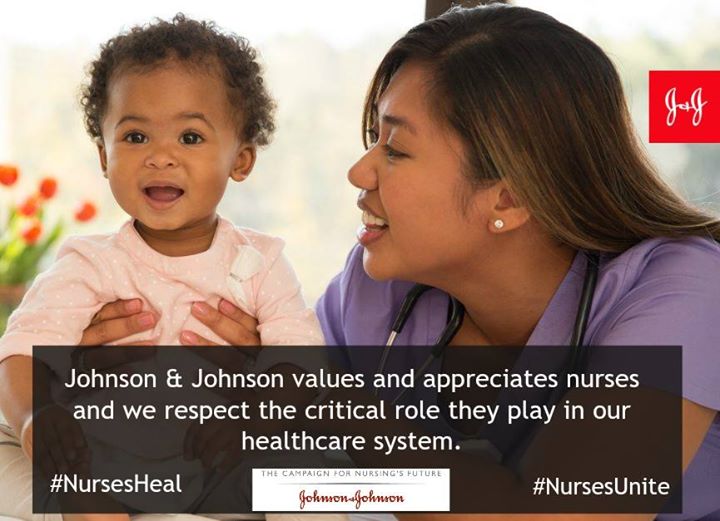 J&J
Johnson & Johnson values and appreciates nurses
and we respect the critical role they play in our
healthcare system.
#NursesHeal
THE CAMPAIGN FOR NURSING'S FUTURE
Johnson & Johnson
#NursesUnite